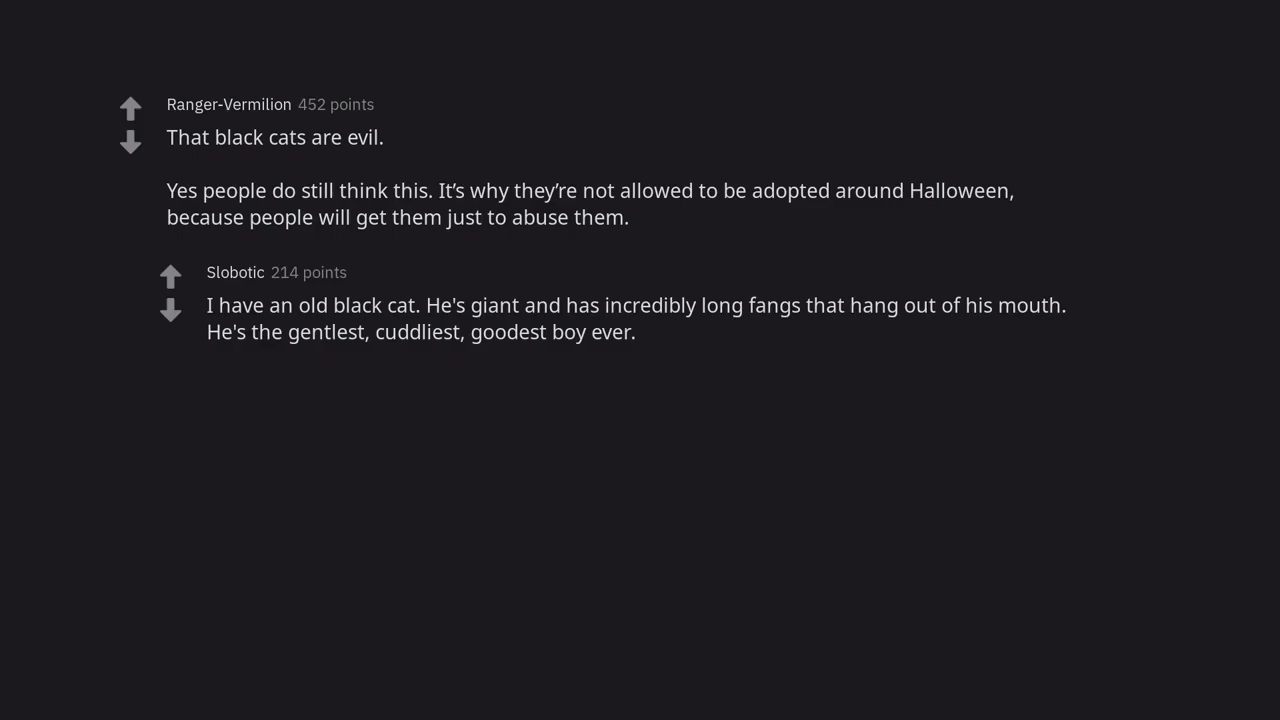 Ranger-Vermilion 452 points
That black cats are evil.
Yes people do still think this. It’s why they’re not allowed to be adopted around Halloween,
because people will get them just to abuse them.
Slobotic 214 points
I have an old black cat. He's giant and has incredibly long fangs that hang out of his mouth.
He's the gentlest, cuddliest, goodest boy ever.